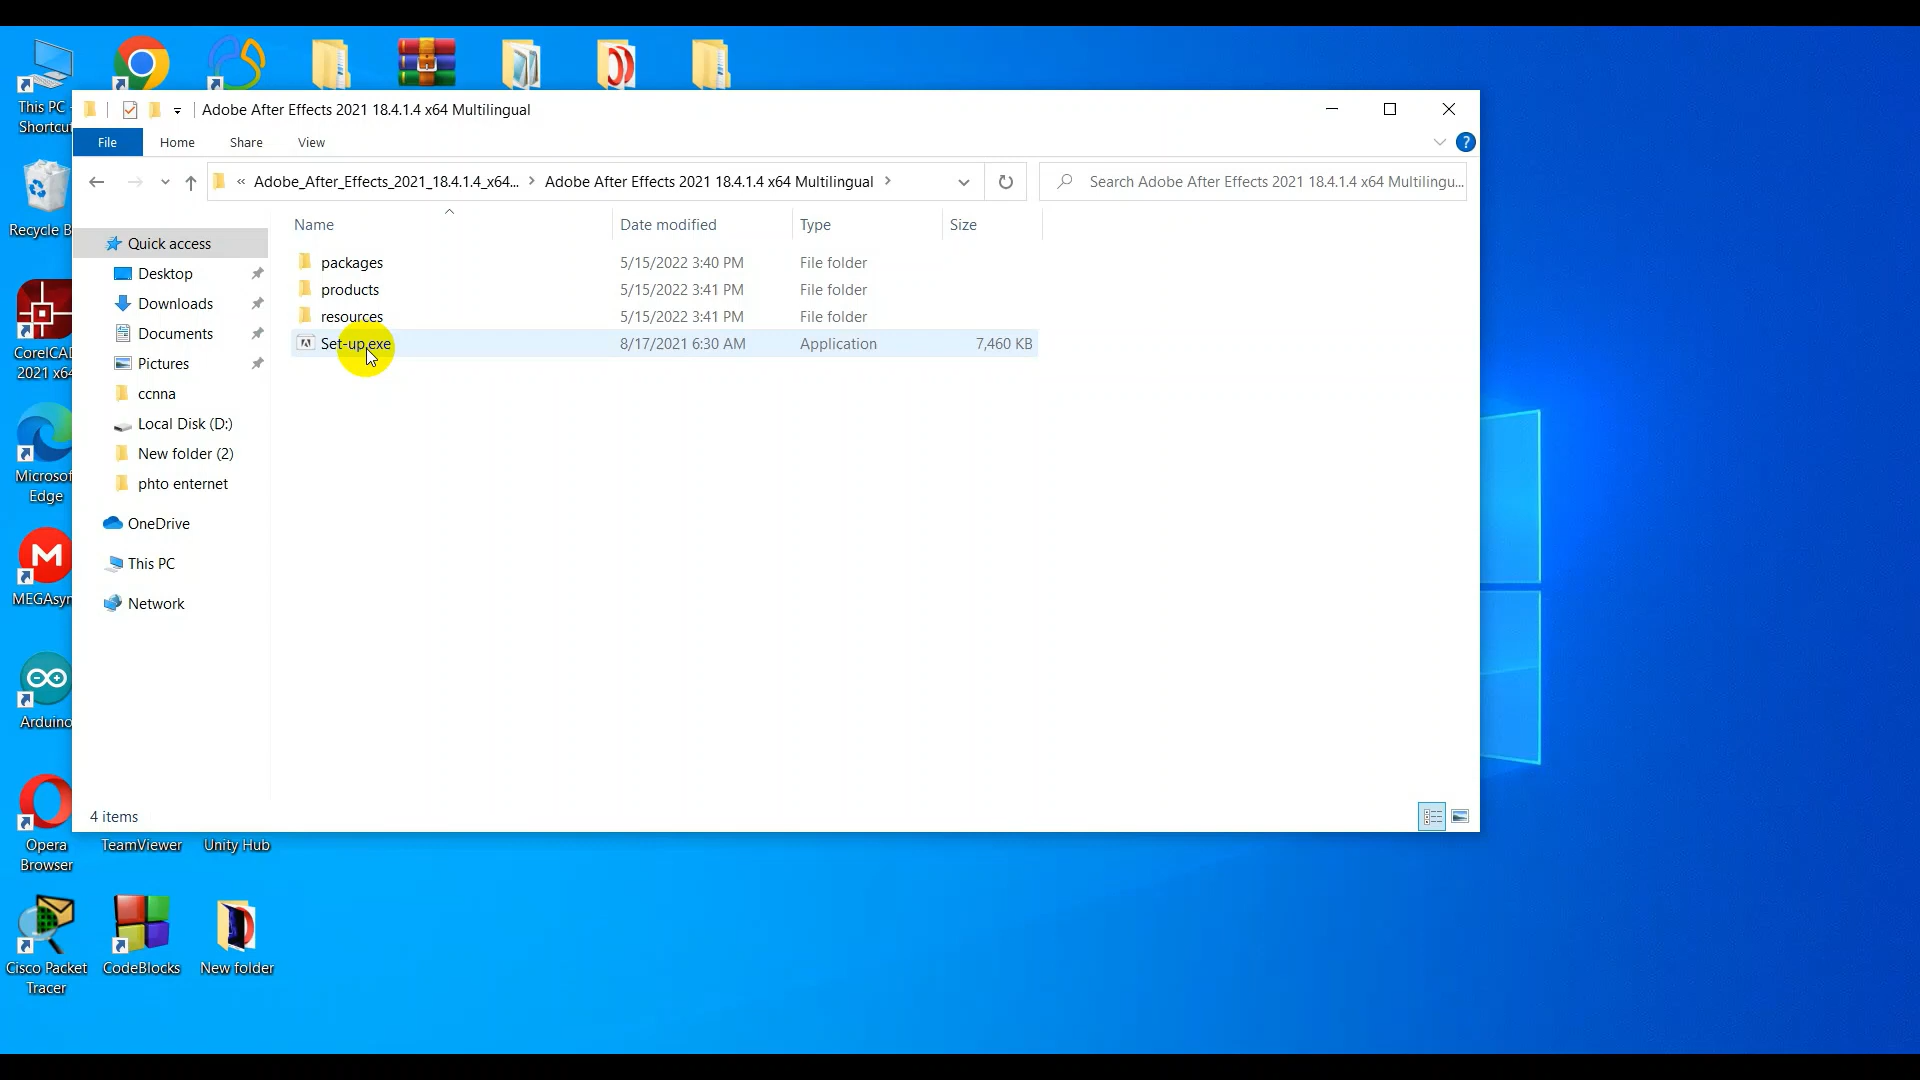 This PC -
Shortcut
Adobe After Effects 2021 18.4.1.4 x64 Multilingual
File
Home
Share
View
?
« Adobe_After_Effects_2021_18.4.1.4_x64... > Adobe After Effects 2021 18.4.1.4 x64 Multilingual >
Search Adobe After Effects 2021 18.4.1.4 x64 Multilingu...
Name
Date modified
Type
Size
Quick access
Desktop
Downloads
Documents
Pictures
ccnna
Local Disk (D:)
New folder (2)
phto enternet
OneDrive
This PC
Network
packages 5/15/2022 3:40 PM File folder
products 5/15/2022 3:41 PM File folder
resources 5/15/2022 3:41 PM File folder
Set-up.exe 8/17/2021 6:30 AM Application 7,460 KB
4 items
Recycle B
CorelCAD
2021 x64
Microsof
Edge
M
MEGAsyn
Arduino
Opera
Browser
TeamViewer
Unity Hub
Cisco Packet
Tracer
CodeBlocks
New folder